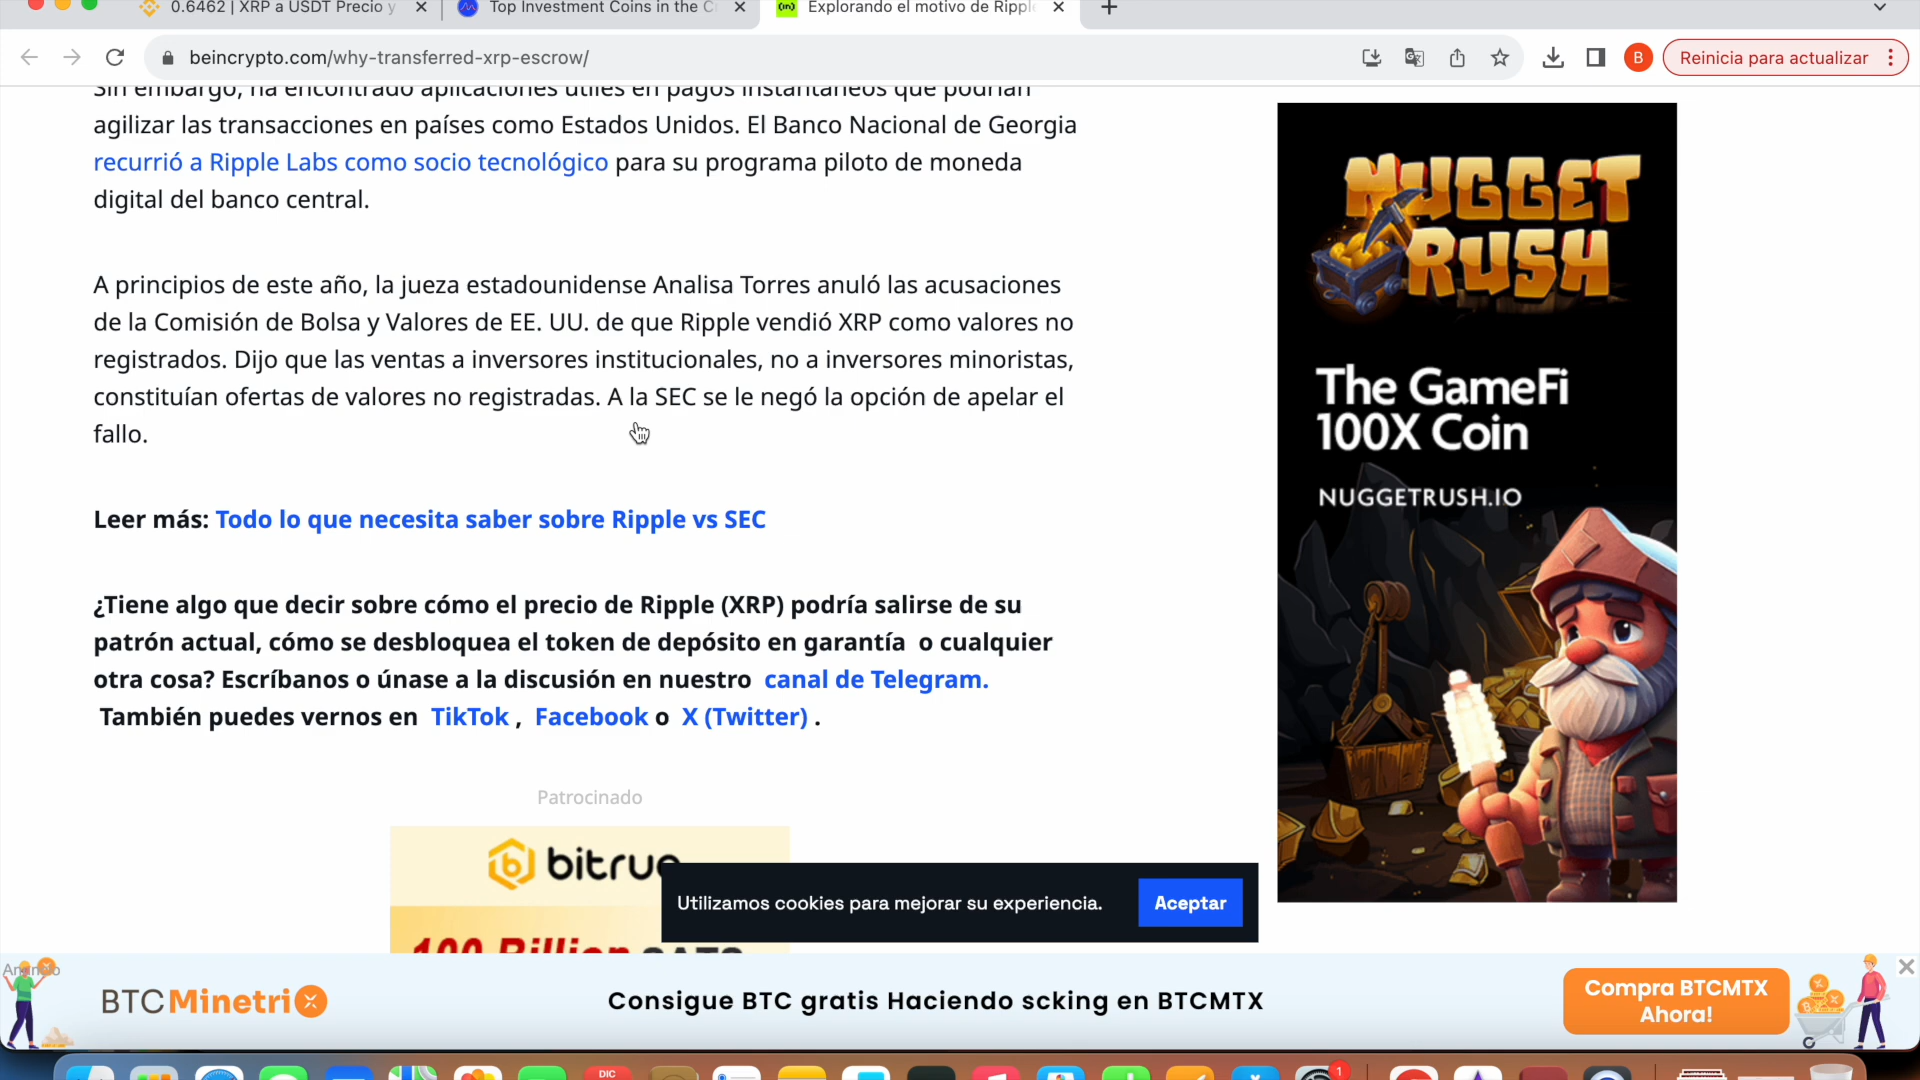 0.6462 | XRP a USDT Precio y
Top Investment Coins in the C
Explorando el motivo de Ripple
beincrypto.com/why-transferred-xrp-escrow/
B
Reinicia para actualizar
Sin embargo, ha encontrado aplicaciones útiles en pagos instantáneos que podrían
agilizar las transacciones en países como Estados Unidos. El Banco Nacional de Georgia
recurrió a Ripple Labs como socio tecnológico para su programa piloto de moneda
digital del banco central.
A principios de este año, la jueza estadounidense Analisa Torres anuló las acusaciones
de la Comisión de Bolsa y Valores de EE. UU. de que Ripple vendió XRP como valores no
registrados. Dijo que las ventas a inversores institucionales, no a inversores minoristas,
constituían ofertas de valores no registradas. A la SEC se le negó la opción de apelar el
fallo.
Leer más: Todo lo que necesita saber sobre Ripple vs SEC
¿Tiene algo que decir sobre cómo el precio de Ripple (XRP) podría salirse de su
patrón actual, cómo se desbloquea el token de depósito en garantía o cualquier
otra cosa? Escríbanos o únase a la discusión en nuestro canal de Telegram.
También puedes vernos en TikTok , Facebook o X (Twitter) .
Patrocinado
bitrue
100 Billion SATS
Utilizamos cookies para mejorar su experiencia.
Aceptar
NUGGET
RUSH
The GameFi
100X Coin
NUGGETRUSH.IO
Anuncio
BTCMinetrix
Consigue BTC gratis Haciendo scking en BTCMTX
Compra BTCMTX
Ahora!
DIC
1